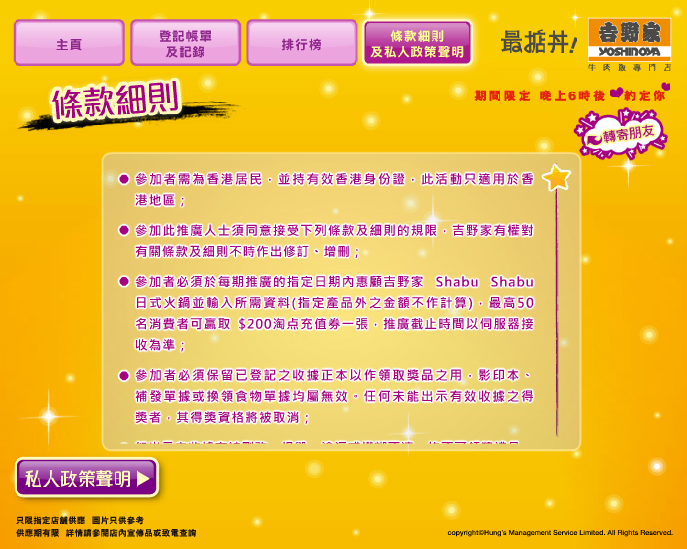 主頁
登記帳單
及記錄
排行榜
條款細則
及私人政策聲明
最掂丼!
吉野家
YOSHINOYA
牛肉飯專門店
期間限定 晚上6時後 約定你
轉寄朋友
條款細則
● 參加者需為香港居民，並持有效香港身份證，此活動只適用於香
港地區；
● 參加此推廣人士須同意接受下列條款及細則的規限，吉野家有權對
有關條款及細則不時作出修訂、增刪；
● 參加者必須於每期推廣的指定日期內惠顧吉野家 Shabu Shabu
日式火鍋並輸入所需資料(指定產品外之金額不作計算)，最高50
名消費者可贏取 $200淘点充值券一張，推廣截止時間以伺服器接
收為準；
● 參加者必須保留已登記之收據正本以作領取獎品之用，影印本、
補發單據或換領食物單據均屬無效。任何未能出示有效收據之得
獎者，其得獎資格將被取消；
私人政策聲明
只限指定店舖供應 圖片只供參考
供應期有限 詳情請參閱店內宣傳品或致電查詢
copyright©Hung's Management Service Limited. All Rights Reserved.